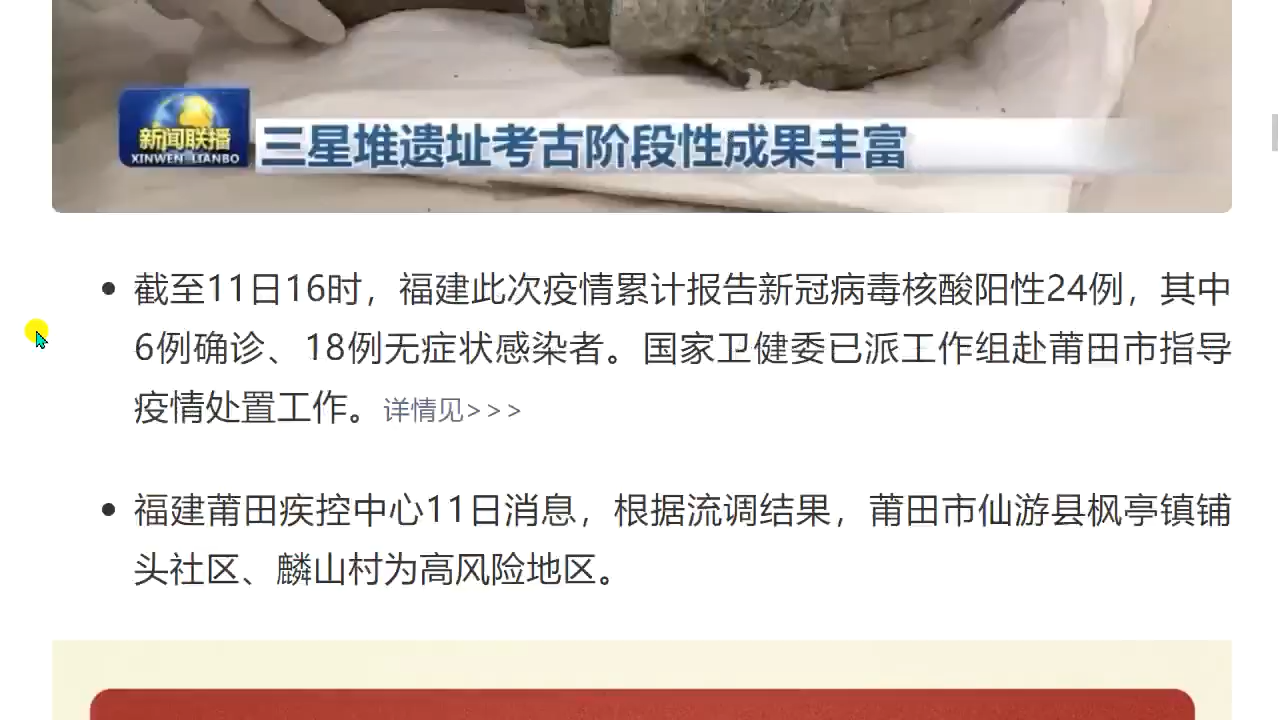 新闻联播
XINWEN LIANBO
三星堆遗址考古阶段性成果丰富
截至11日16时，福建此次疫情累计报告新冠病毒核酸阳性24例，其中
6例确诊、18例无症状感染者。国家卫健委已派工作组赴莆田市指导
疫情处置工作。详情见>>>
福建莆田疾控中心11日消息，根据流调结果，莆田市仙游县枫亭镇铺
头社区、麟山村为高风险地区。